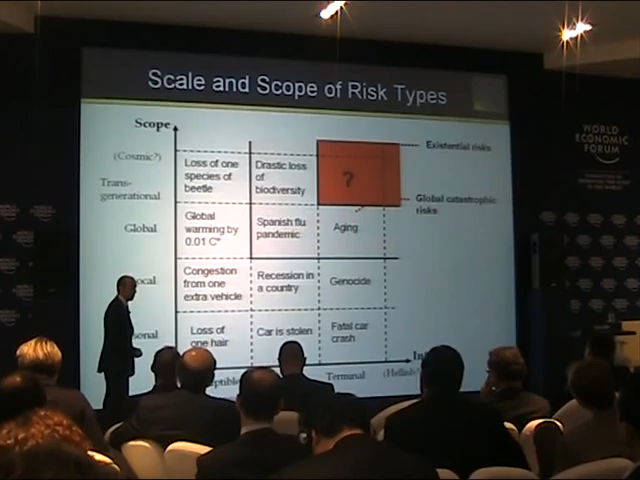 Scale and Scope of Risk Types
Scope
(Cosmic?)
Trans-
generational
Global
Loss of one
species of
beetle
Drastic loss
of
biodiversity
?
Existential risks
Global catastrophic
risks
Global
warming by
0.01 C°
Spanish flu
pandemic
Aging
Congestion
from one
extra vehicle
Recession in
a country
Genocide
Loss of
one hair
Car is stolen
Fatal car
crash
Terminal
(Hellish?)
WORLD
ECONOMIC
FORUM